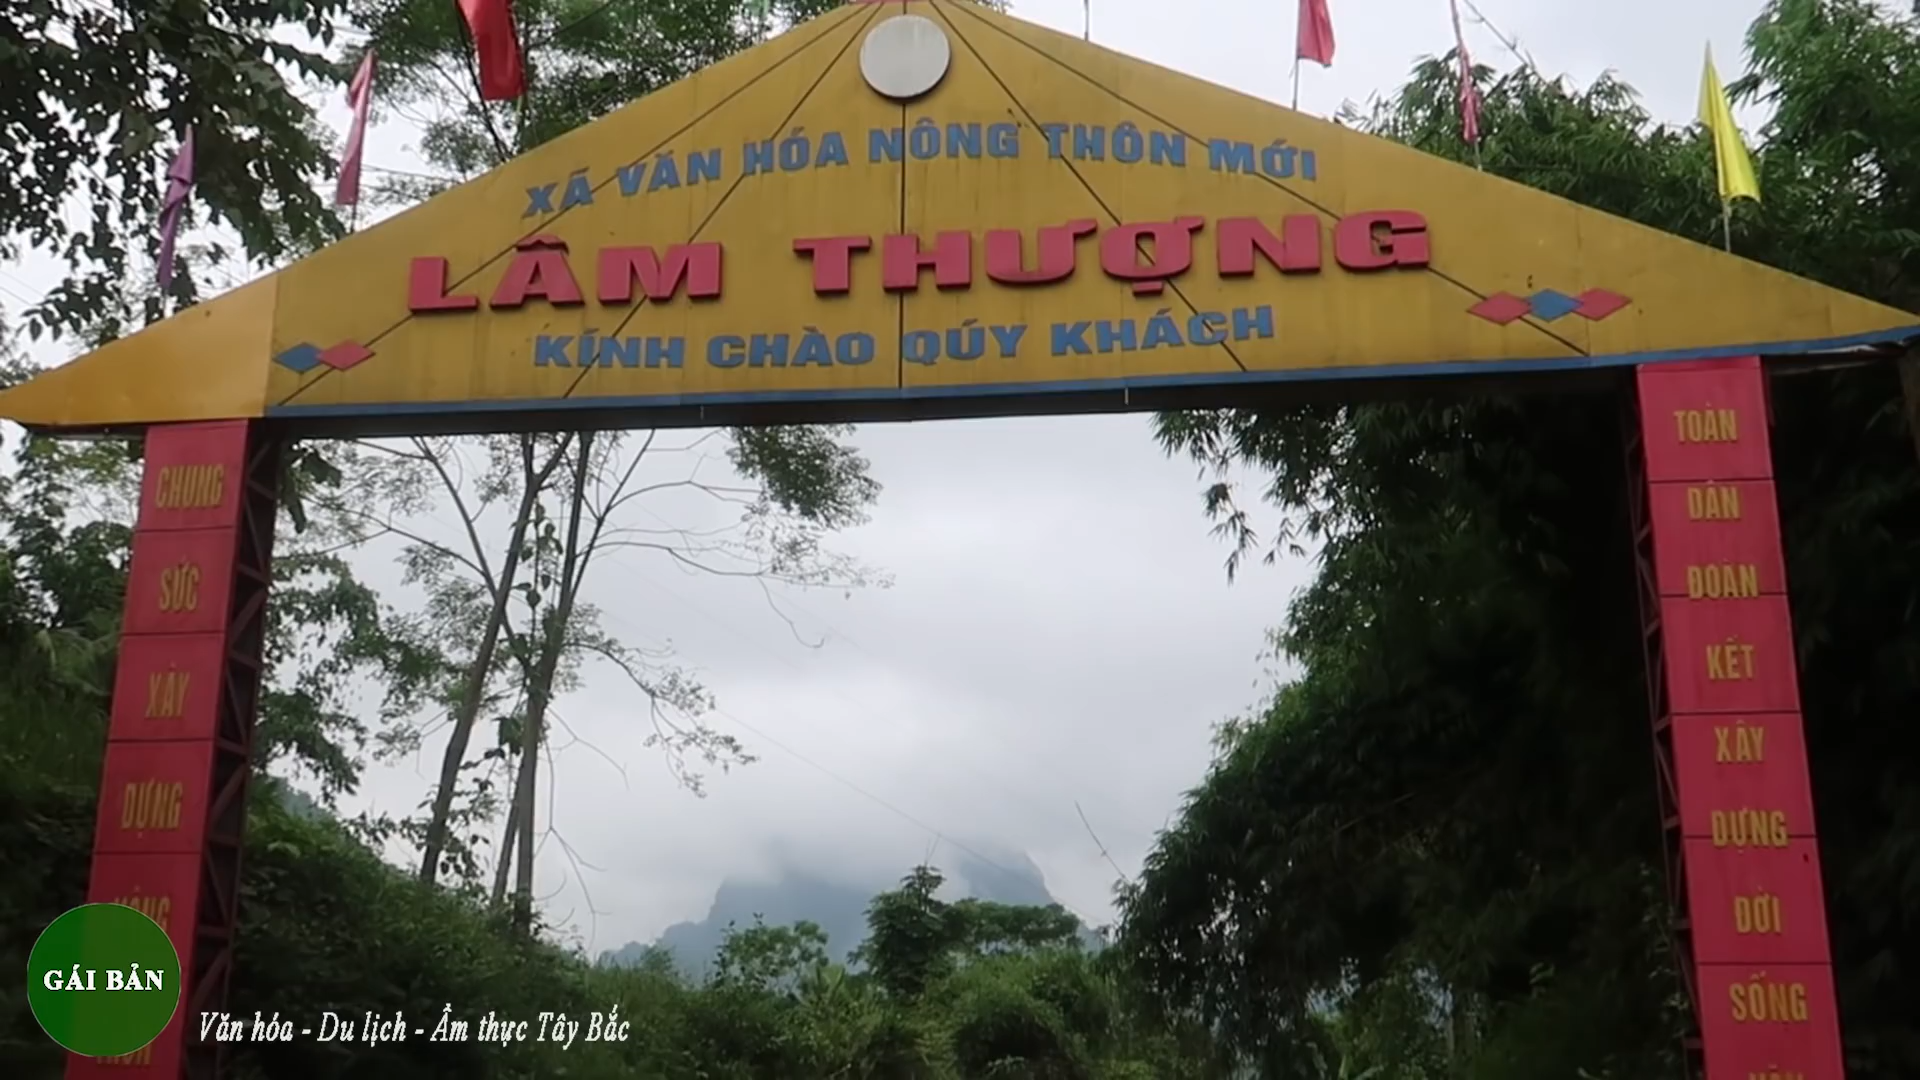 XÃ VĂN HÓA NÔNG THÔN MỚI
LÂM THƯỢNG
KÍNH CHÀO QÚY KHÁCH
CHUNG
SỨC
XÂY
DỰNG
NÔNG
TOÀN
DÂN
ĐOÀN
KẾT
XÂY
DỰNG
ĐỜI
SỐNG
GÁI BẢN
Văn hóa - Du lịch - Ẩm thực Tây Bắc